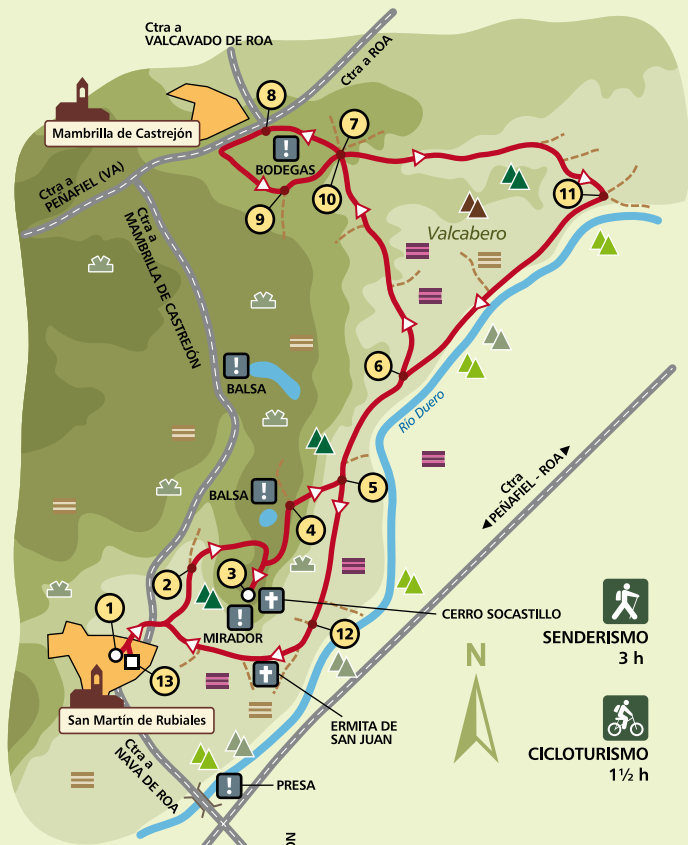 Ctra a
VALCAVADO DE ROA
Ctra a ROA
8
7
Mambrilla de Castrejón
!
BODEGAS
Ctra a
PEÑAFIEL (VA)
9
10
11
Ctra a
MAMBRILLA DE CASTREJÓN
Valcabero
!
BALSA
6
Río Duero
Ctra
PEÑAFIEL - ROA
BALSA
!
5
4
2
3
1
!
MIRADOR
CERRO SOCASTILLO
12
13
San Martín de Rubiales
ERMITA DE
SAN JUAN
Ctra a
NAVA DE ROA
!
PRESA
N
SENDERISMO
3 h
CICLOTURISMO
1½ h